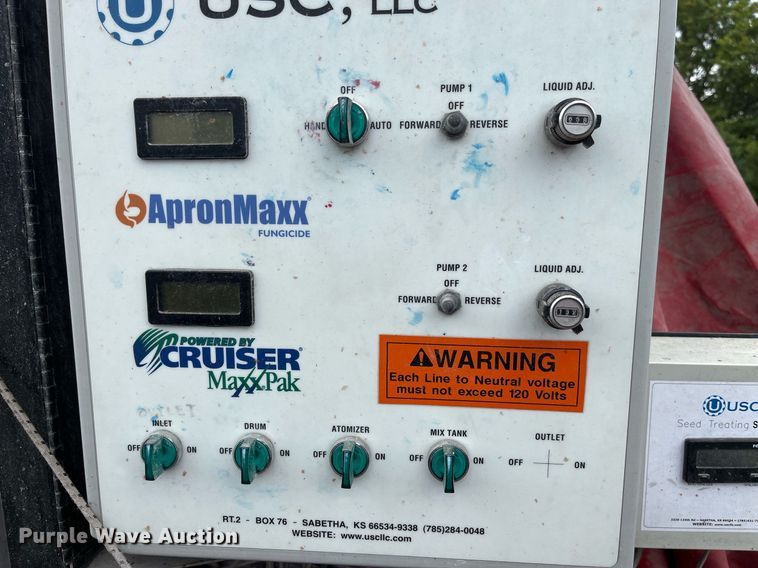 U USC, LLC
OFF
PUMP 1
LIQUID ADJ.
OFF
HAND AUTO
FORWARD REVERSE
ApronMaxx®
FUNGICIDE
PUMP 2
LIQUID ADJ.
OFF
FORWARD REVERSE
POWERED BY
CRUISER®
MaxxPak
WARNING
Each Line to Neutral voltage
must not exceed 120 Volts
OUTLET
INLET
DRUM
ATOMIZER
MIX TANK
OUTLET
OFF ON
OFF ON
OFF ON
OFF ON
OFF ON
RT.2 - BOX 76 - SABETHA, KS 66534-9338 (785)284-0048
WEBSITE: www.uscllc.com
U USC
Seed Treating S
Purple Wave Auction